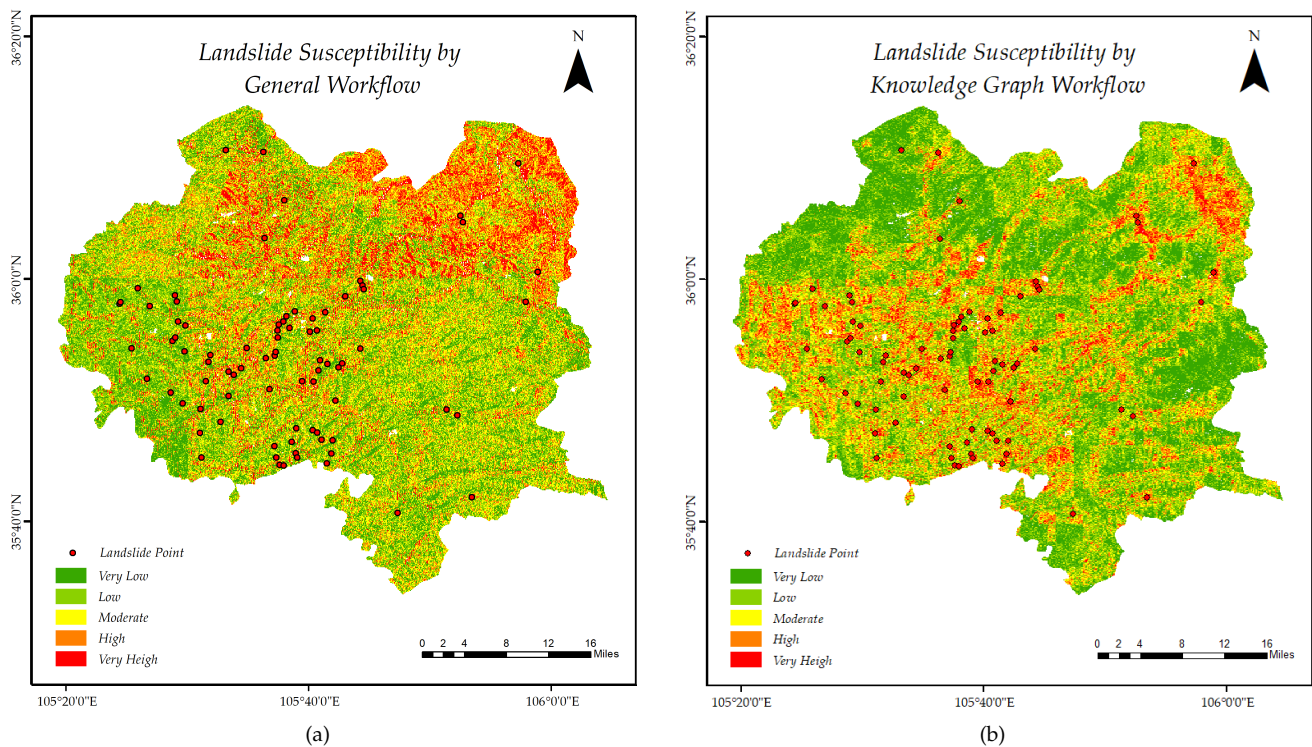 Landslide Susceptibility by
General Workflow
N
36°20'0"N
36°0'0"N
35°40'0"N
Landslide Point
Very Low
Low
Moderate
High
Very Heigh
0 2 4 8 12 16
Miles
105°20'0"E
105°40'0"E
106°0'0"E
(a)
Landslide Susceptibility by
Knowledge Graph Workflow
N
36°20'0"N
36°0'0"N
35°40'0"N
Landslide Point
Very Low
Low
Moderate
High
Very Heigh
0 2 4 8 12 16
Miles
105°20'0"E
105°40'0"E
106°0'0"E
(b)